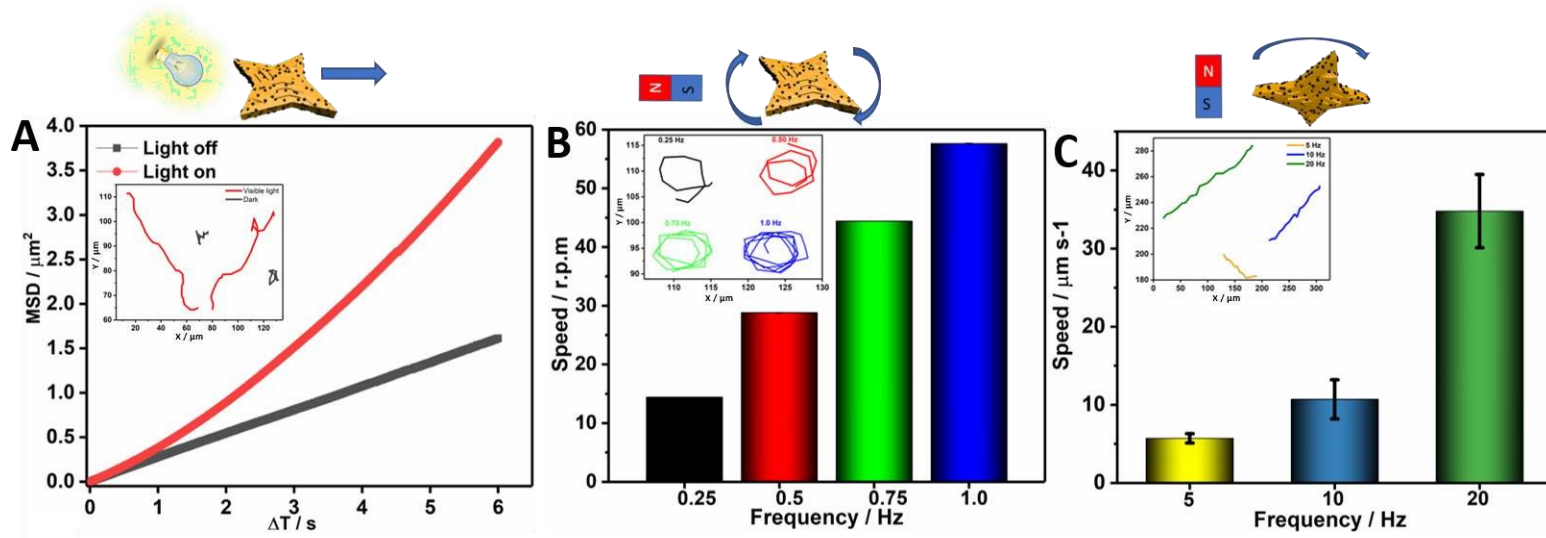 N S
N
S
A
4.0
3.5
3.0
2.5
2.0
1.5
1.0
0.5
0.0
MSD / μm²
Light off
Light on
Visible light
Dark
110
100
90
80
70
60
Y / μm
20 40 60 80 100 120
X / μm
0 1 2 3 4 5 6
ΔT / s
B
60
50
40
30
20
10
0
Speed / r.p.m
0.25 Hz
0.50 Hz
0.75 Hz
1.0 Hz
115
110
105
100
95
90
Y / μm
110 115 120 125 130
X / μm
0.25 0.5 0.75 1.0
Frequency / Hz
C
40
30
20
10
0
Speed / μm s-1
5 Hz
10 Hz
20 Hz
280
260
240
220
200
180
Y / μm
0 50 100 150 200 250 300
X / μm
5 10 20
Frequency / Hz